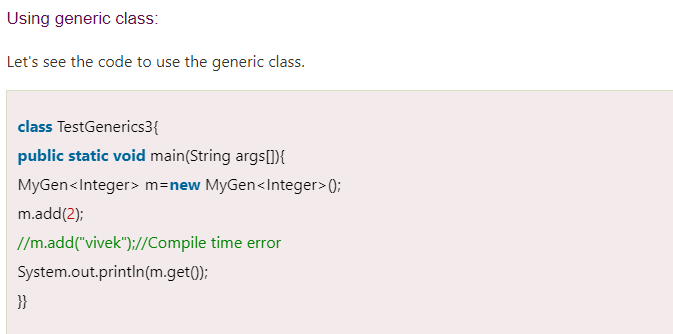 Using generic class:
Let's see the code to use the generic class.
class TestGenerics3{
public static void main(String args[]){
MyGen<Integer> m=new MyGen<Integer>();
m.add(2);
//m.add("vivek");//Compile time error
System.out.println(m.get());
}}